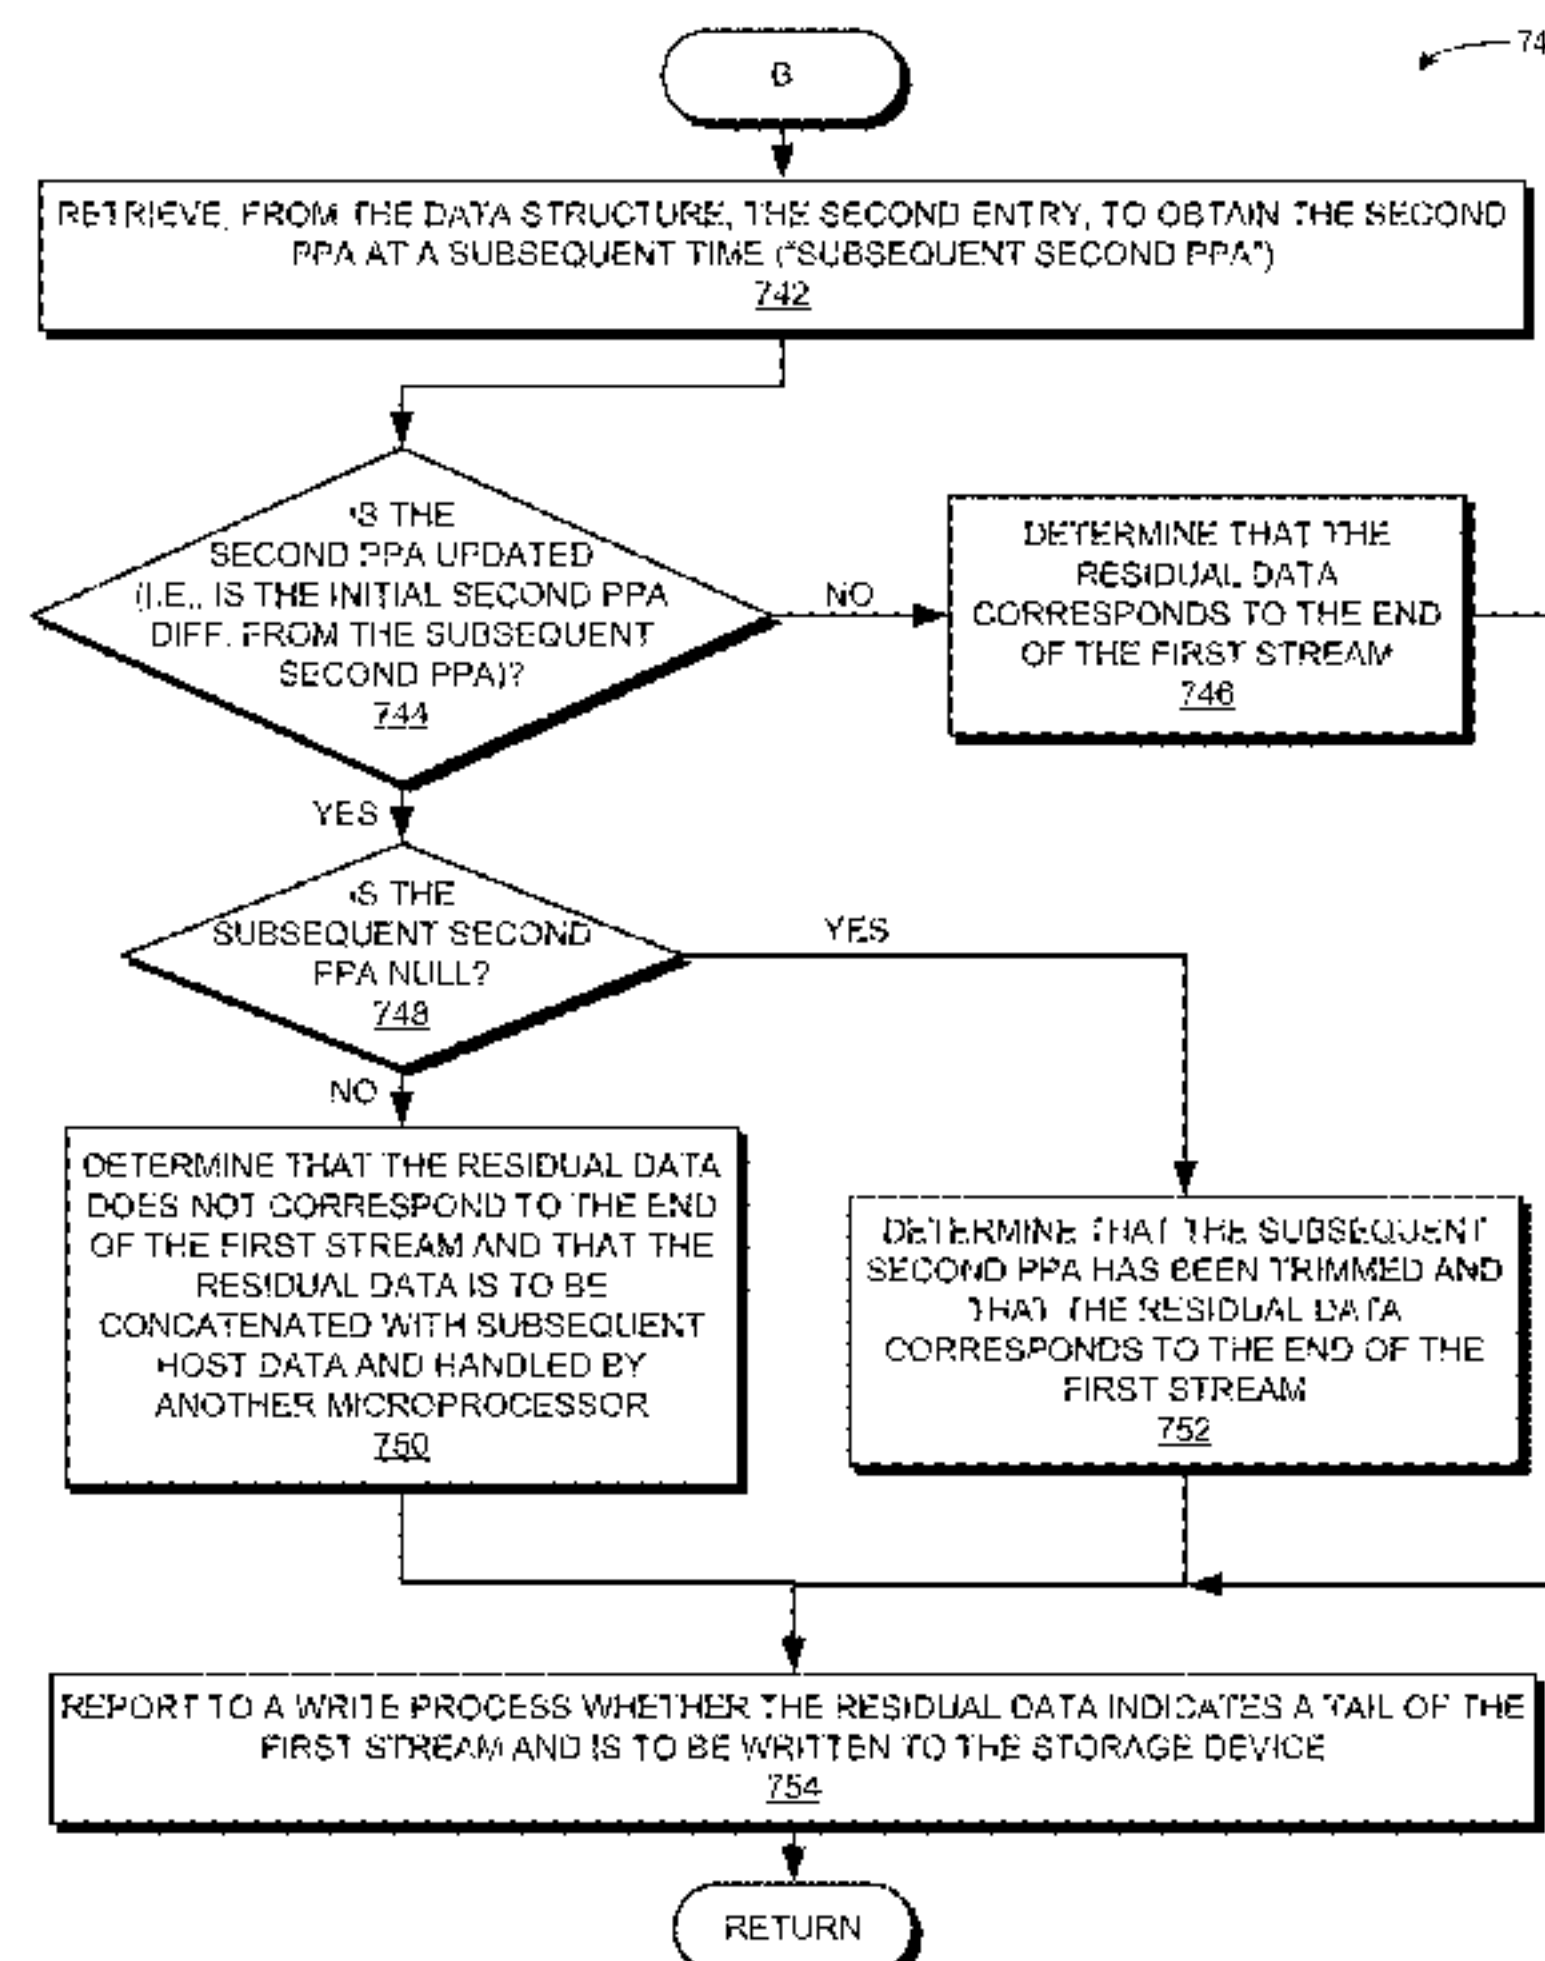 B
74
RETRIEVE, FROM THE DATA STRUCTURE, THE SECOND ENTRY, TO OBTAIN THE SECOND
PPA AT A SUBSEQUENT TIME ("SUBSEQUENT SECOND PPA")
742
IS THE
SECOND PPA UPDATED
(I.E., IS THE INITIAL SECOND PPA
DIFF. FROM THE SUBSEQUENT
SECOND PPA)?
744
NO
DETERMINE THAT THE
RESIDUAL DATA
CORRESPONDS TO THE END
OF THE FIRST STREAM
746
YES
IS THE
SUBSEQUENT SECOND
PPA NULL?
748
YES
NO
DETERMINE THAT THE RESIDUAL DATA
DOES NOT CORRESPOND TO THE END
OF THE FIRST STREAM AND THAT THE
RESIDUAL DATA IS TO BE
CONCATENATED WITH SUBSEQUENT
HOST DATA AND HANDLED BY
ANOTHER MICROPROCESSOR
750
DETERMINE THAT THE SUBSEQUENT
SECOND PPA HAS BEEN TRIMMED AND
THAT THE RESIDUAL DATA
CORRESPONDS TO THE END OF THE
FIRST STREAM
752
REPORT TO A WRITE PROCESS WHETHER THE RESIDUAL DATA INDICATES A TAIL OF THE
FIRST STREAM AND IS TO BE WRITTEN TO THE STORAGE DEVICE
754
RETURN